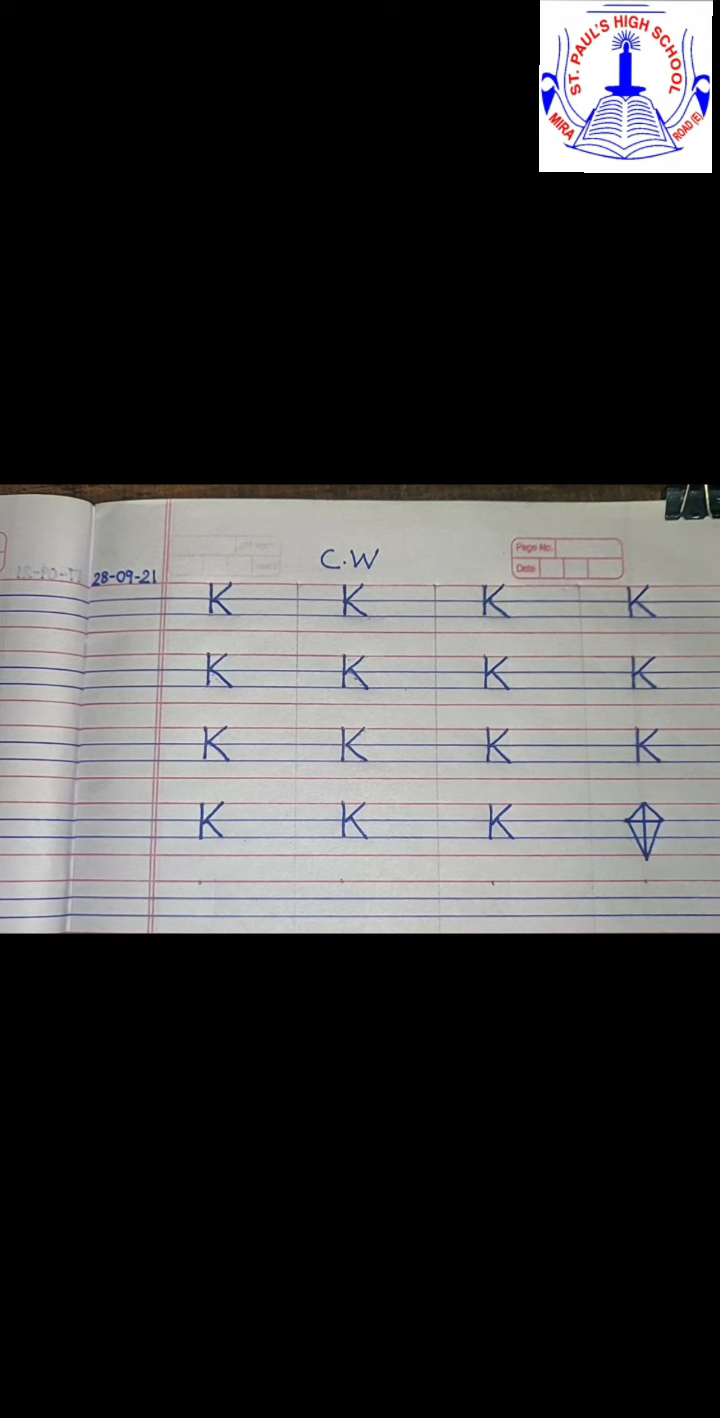 ST. PAUL'S HIGH SCHOOL
MIRA ROAD (E)
C.W
Page No.
Date
28-09-21
K K K K
K K K K
K K K K
K K K